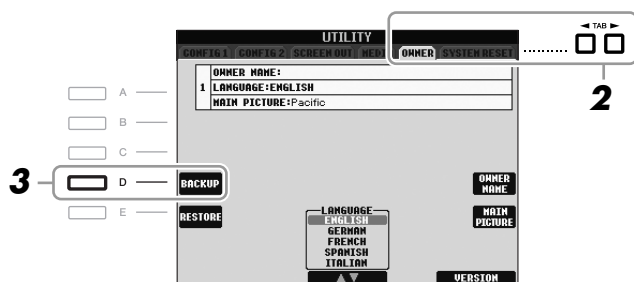 UTILITY
◄ TAB ►
CONFIG 1 CONFIG 2 SCREEN OUT MEDI OWNER SYSTEM RESET
2
OWNER NAME:
1 LANGUAGE:ENGLISH
MAIN PICTURE:Pacific
A
B
C
3 D BACKUP
OWNER
NAME
E RESTORE
MAIN
PICTURE
LANGUAGE
ENGLISH
GERMAN
FRENCH
SPANISH
ITALIAN
▲▼
VERSION